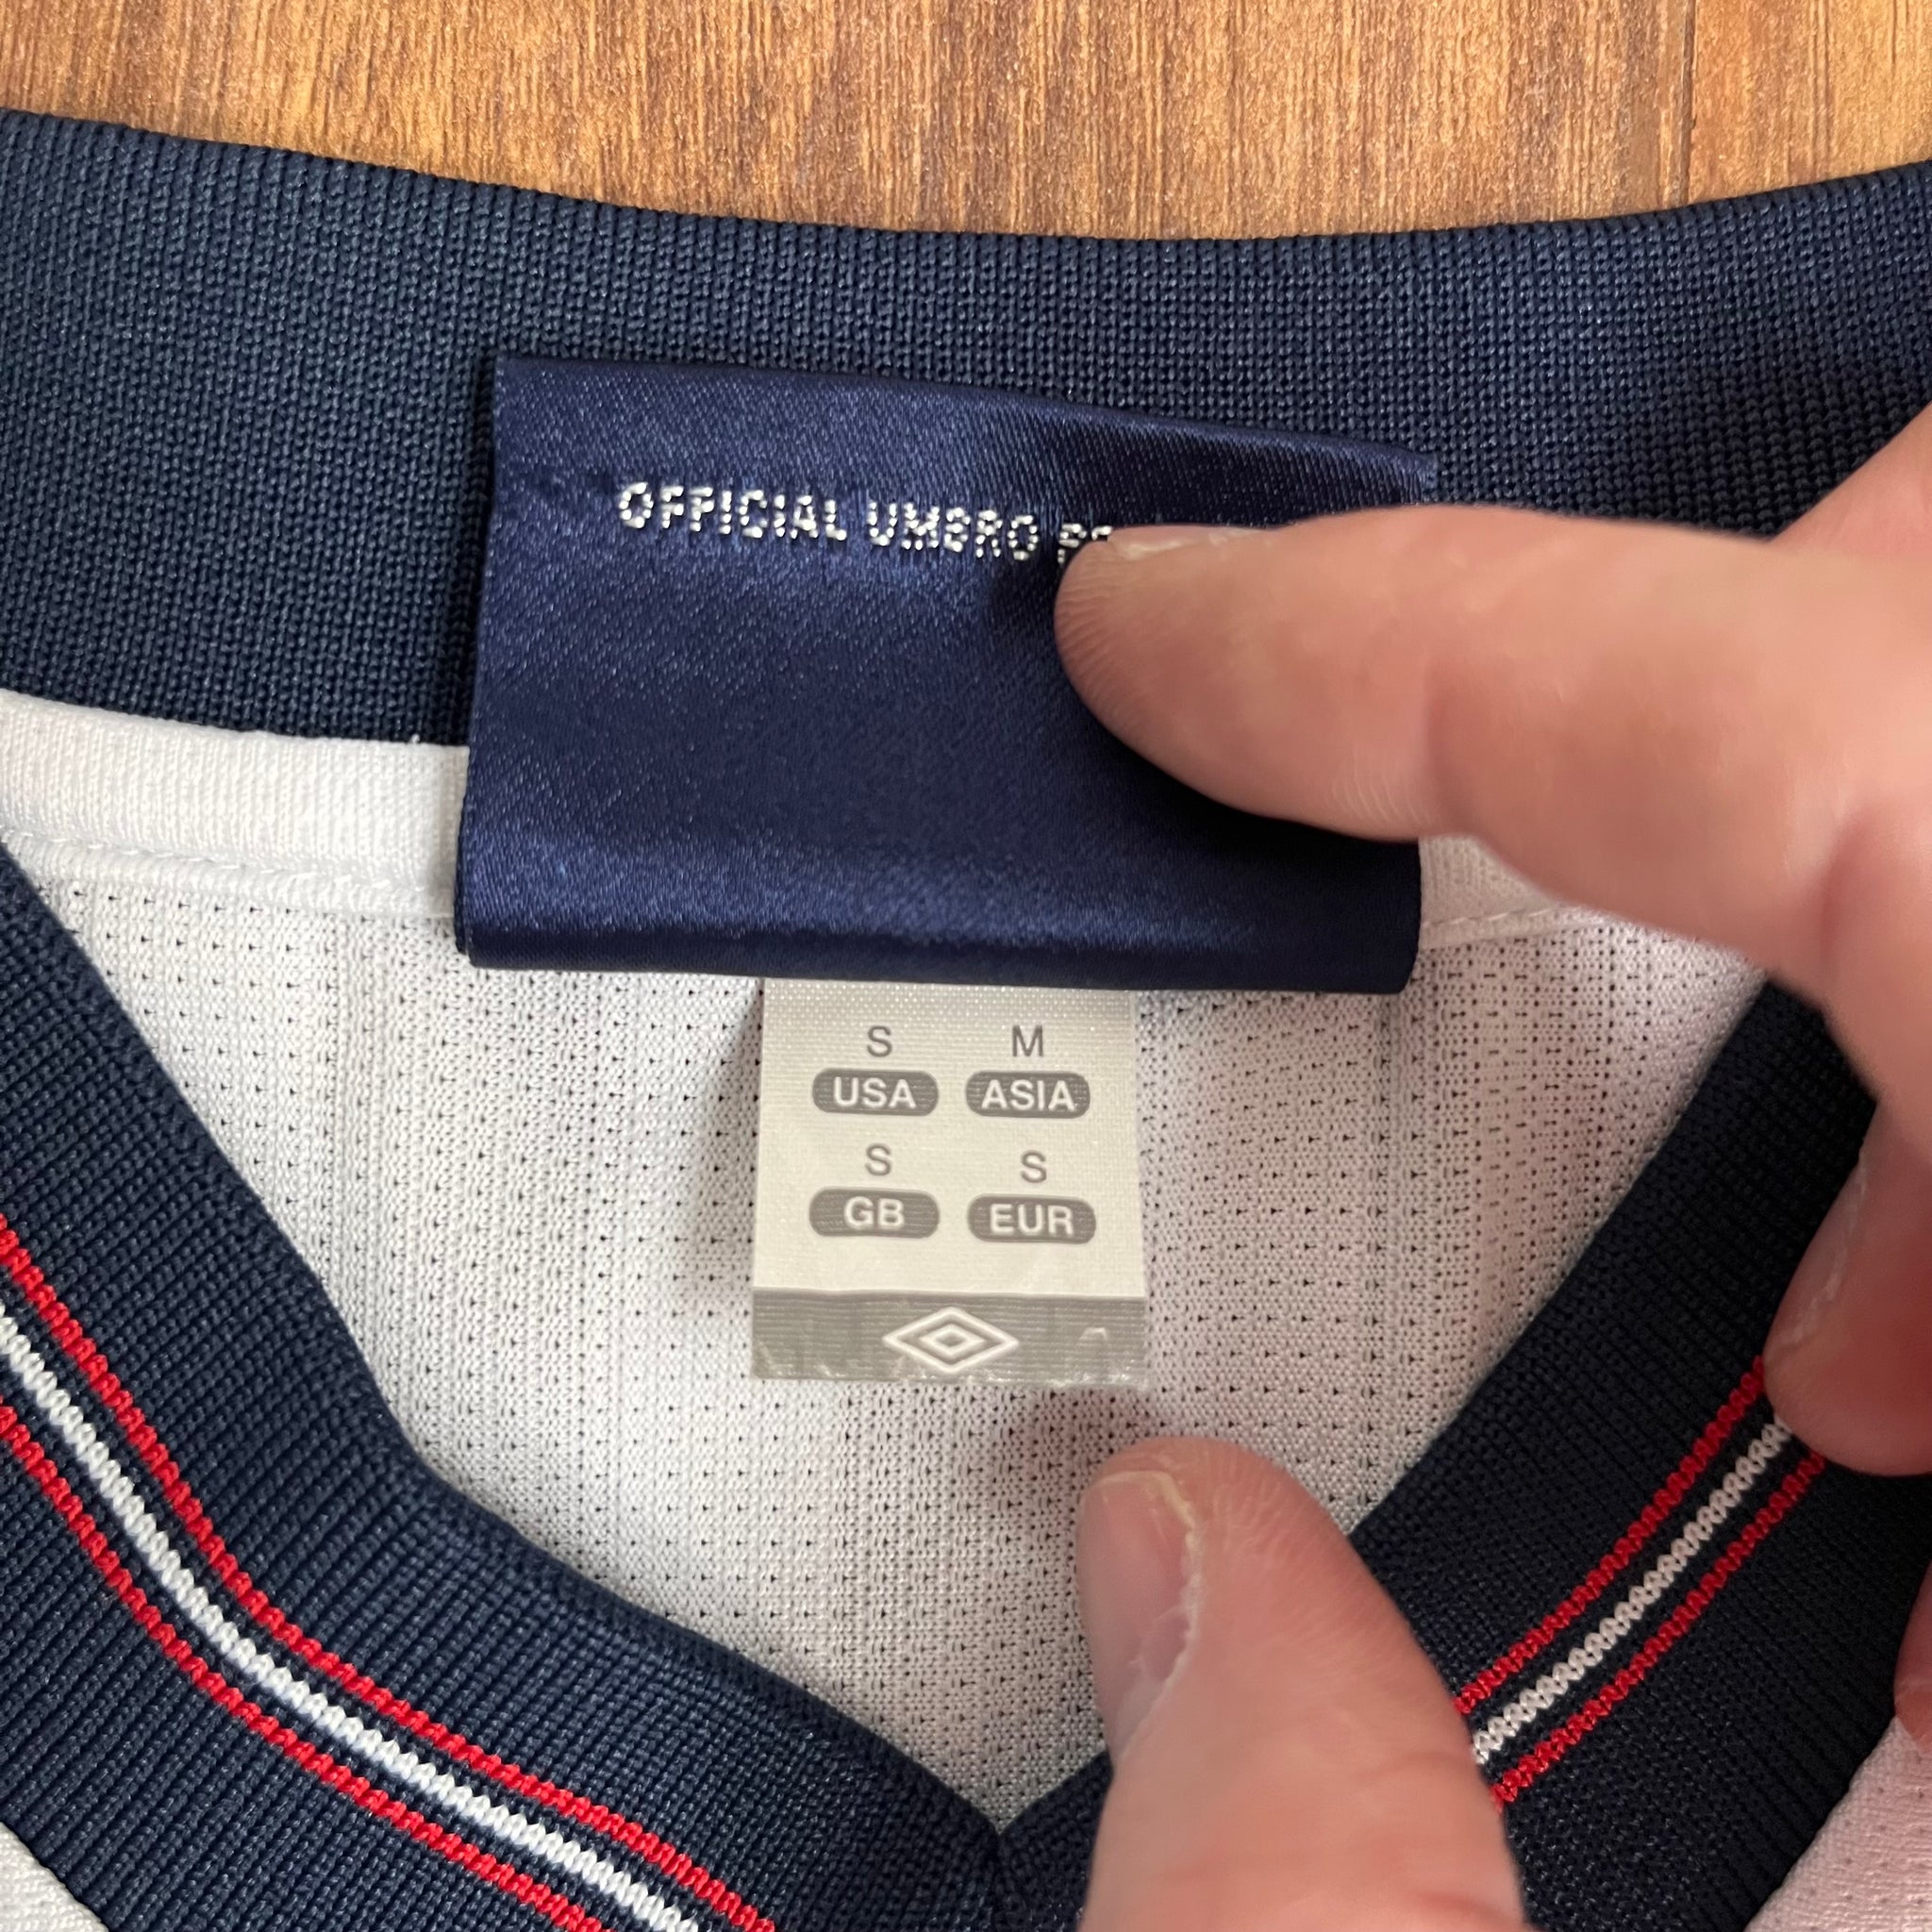 OFFICIAL UMBRO
S M
USA ASIA
S S
GB EUR